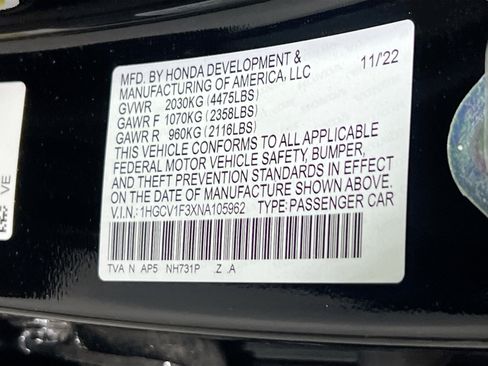 MFD. BY HONDA DEVELOPMENT & 11/22
MANUFACTURING OF AMERICA, LLC
GVWR 2030KG (4475LBS)
GAWR F 1070KG (2358LBS)
GAWR R 960KG (2116LBS)
THIS VEHICLE CONFORMS TO ALL APPLICABLE
FEDERAL MOTOR VEHICLE SAFETY, BUMPER,
AND THEFT PREVENTION STANDARDS IN EFFECT
ON THE DATE OF MANUFACTURE SHOWN ABOVE.
V.I.N.: 1HGCV1F3XNA105962 TYPE:PASSENGER CAR
TVA N AP5 NH731P .Z .A
VE